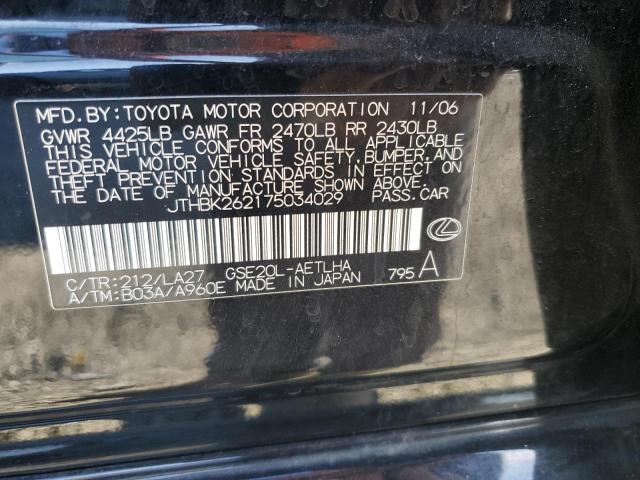 MFD.BY:TOYOTA MOTOR CORPORATION 11/06
GVWR 4425LB GAWR FR 2470LB RR 2430LB
THIS VEHICLE CONFORMS TO ALL APPLICABLE
FEDERAL MOTOR VEHICLE SAFETY,BUMPER,AND
THEFT PREVENTION STANDARDS IN EFFECT ON
THE DATE OF MANUFACTURE SHOWN ABOVE.
JTHBK262175034029 PASS.CAR
C/TR:212/LA27 GSE20L-AETLHA
A/TM:B03A/A960E MADE IN JAPAN 795 A